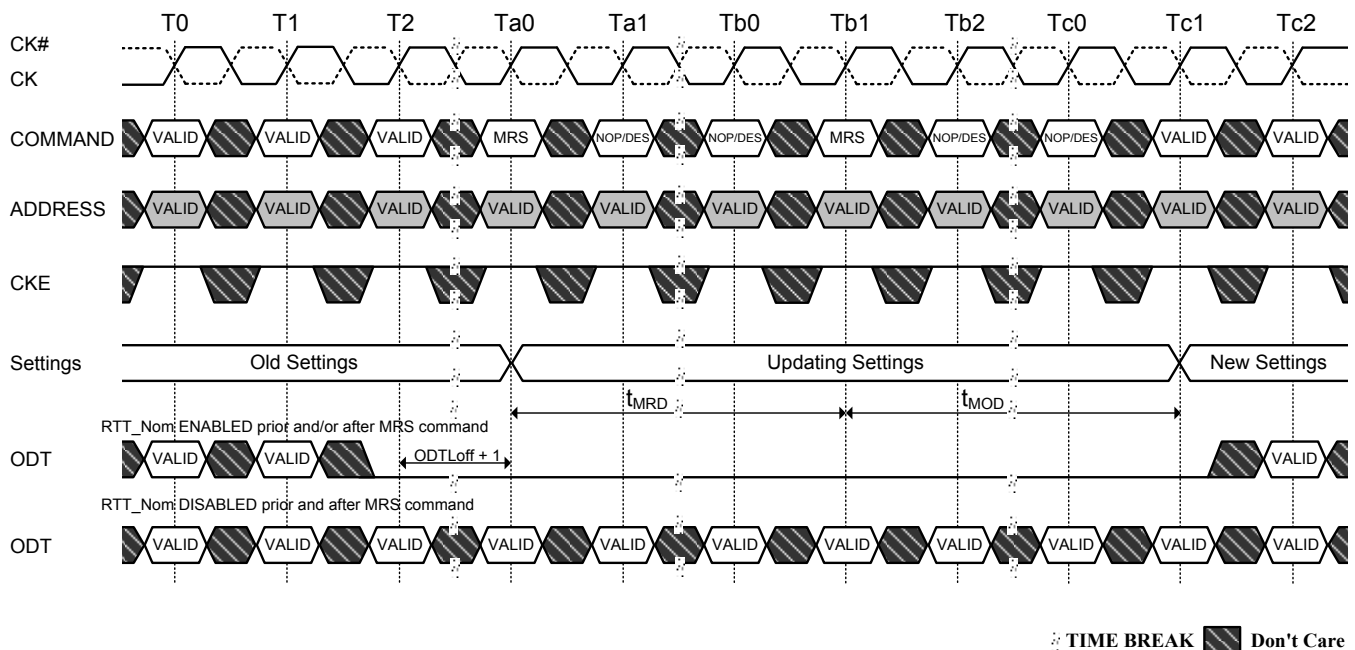 T0 T1 T2 Ta0 Ta1 Tb0 Tb1 Tb2 Tc0 Tc1 Tc2
CK#
CK
COMMAND VALID VALID VALID MRS NOP/DES NOP/DES MRS NOP/DES NOP/DES VALID VALID
ADDRESS VALID VALID VALID VALID VALID VALID VALID VALID VALID VALID VALID
CKE
Settings Old Settings Updating Settings New Settings
tMRD tMOD
RTT_Nom ENABLED prior and/or after MRS command
ODT VALID VALID ODTLoff + 1 VALID
RTT_Nom DISABLED prior and after MRS command
ODT VALID VALID VALID VALID VALID VALID VALID VALID VALID VALID VALID
TIME BREAK Don't Care